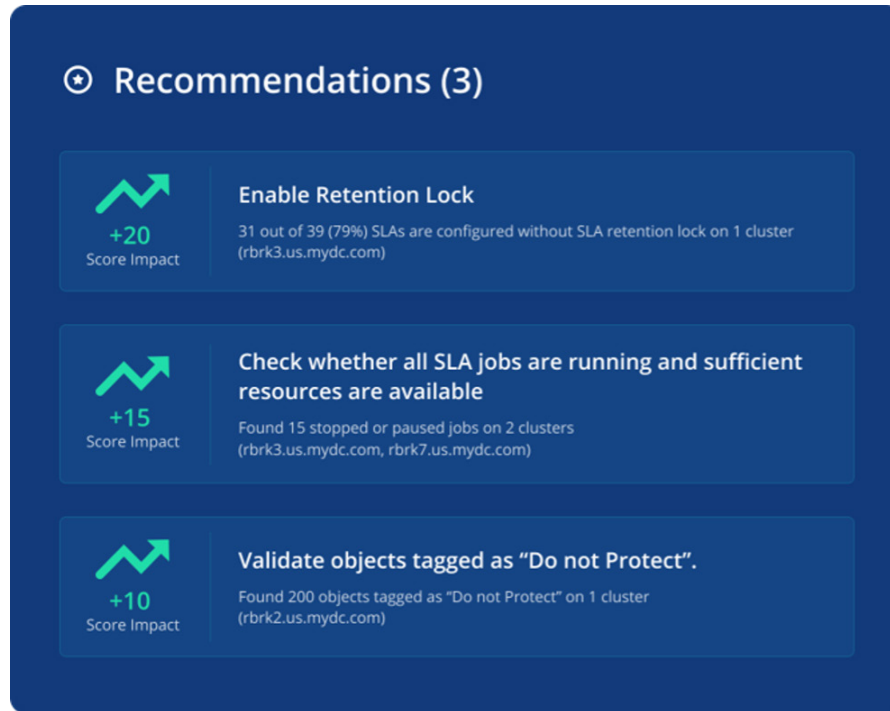 Recommendations (3)
+20
Score Impact
Enable Retention Lock
31 out of 39 (79%) SLAs are configured without SLA retention lock on 1 cluster
(rbrk3.us.mydc.com)
+15
Score Impact
Check whether all SLA jobs are running and sufficient
resources are available
Found 15 stopped or paused jobs on 2 clusters
(rbrk3.us.mydc.com, rbrk7.us.mydc.com)
+10
Score Impact
Validate objects tagged as “Do not Protect”.
Found 200 objects tagged as “Do not Protect” on 1 cluster
(rbrk2.us.mydc.com)